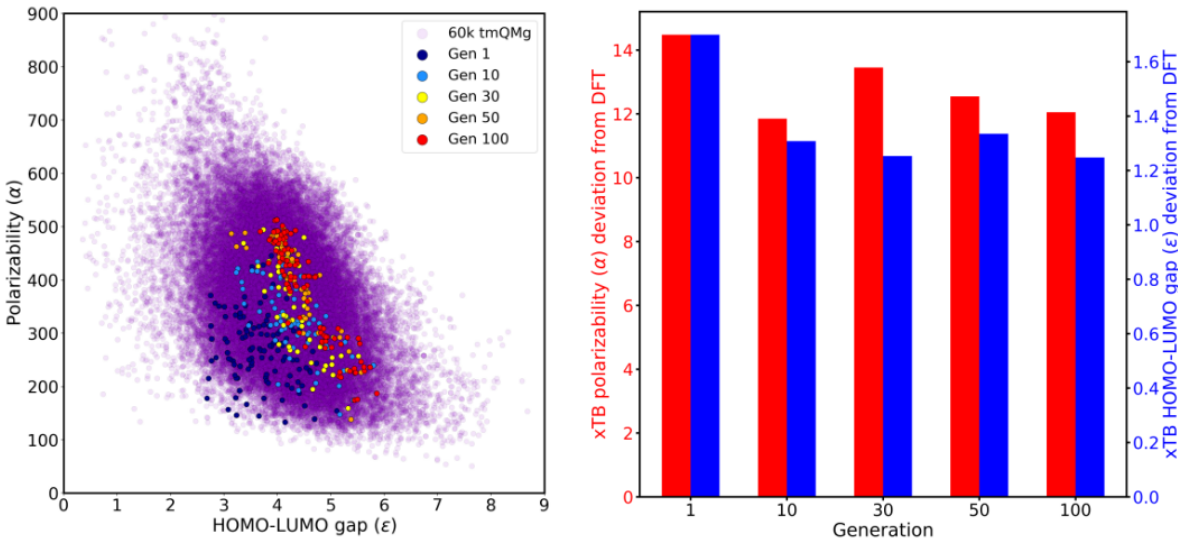 900
800
700
600
500
400
300
200
100
0
Polarizability (α)
0 1 2 3 4 5 6 7 8 9
HOMO-LUMO gap (ε)
60k tmQMg
Gen 1
Gen 10
Gen 30
Gen 50
Gen 100
xTB polarizability (α) deviation from DFT
14
12
10
8
6
4
2
0
1 10 30 50 100
Generation
1.6
1.4
1.2
1.0
0.8
0.6
0.4
0.2
0.0
xTB HOMO-LUMO gap (ε) deviation from DFT